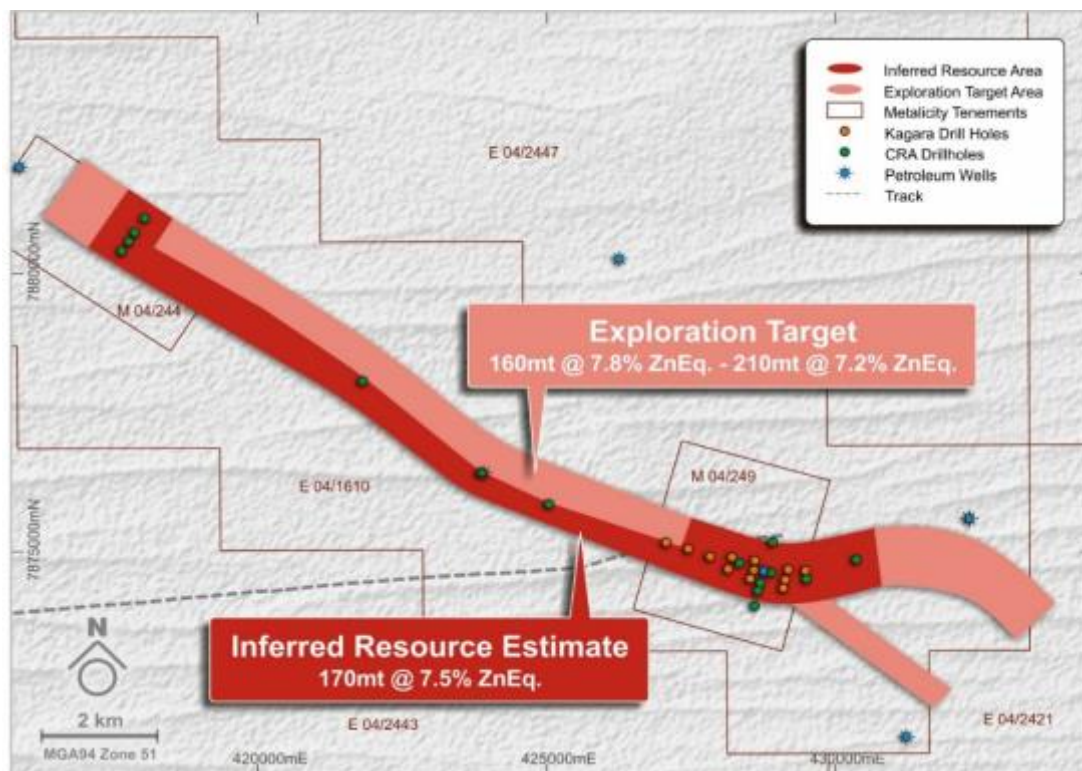 Inferred Resource Area
Exploration Target Area
Metalicity Tenements
Kagara Drill Holes
CRA Drillholes
Petroleum Wells
Track
E 04/2447
7880000mN
M 04/244
Exploration Target
160mt @ 7.8% ZnEq. - 210mt @ 7.2% ZnEq.
E 04/1610
M 04/249
7875000mN
Inferred Resource Estimate
170mt @ 7.5% ZnEq.
N
2 km
MGA94 Zone 51
E 04/2443
E 04/2421
420000mE
425000mE
430000mE